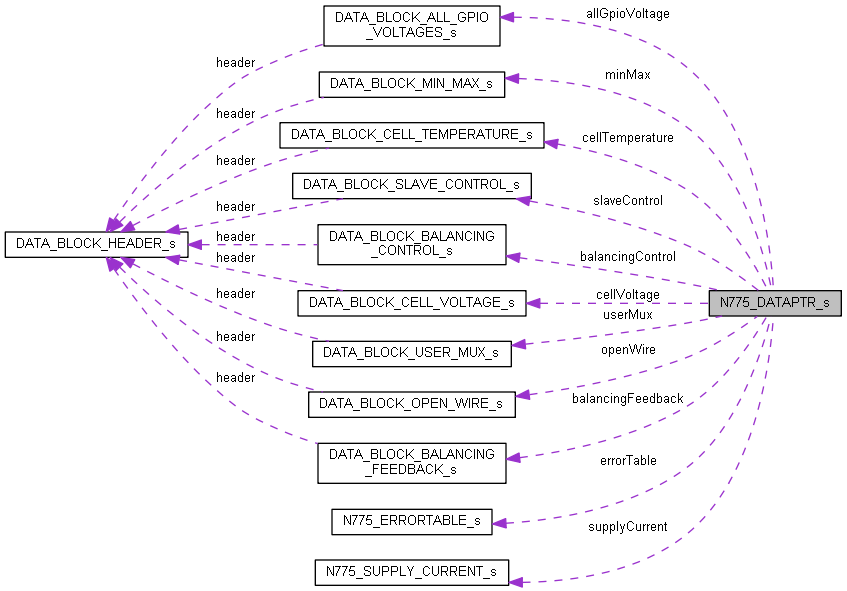 DATA_BLOCK_ALL_GPIO
_VOLTAGES_s
allGpioVoltage
header
DATA_BLOCK_MIN_MAX_s
minMax
header
DATA_BLOCK_CELL_TEMPERATURE_s
cellTemperature
header
DATA_BLOCK_SLAVE_CONTROL_s
slaveControl
header
DATA_BLOCK_HEADER_s
DATA_BLOCK_BALANCING
_CONTROL_s
balancingControl
header
header
DATA_BLOCK_CELL_VOLTAGE_s
cellVoltage
N775_DATAPTR_s
header
DATA_BLOCK_USER_MUX_s
userMux
header
DATA_BLOCK_OPEN_WIRE_s
openWire
header
DATA_BLOCK_BALANCING
_FEEDBACK_s
balancingFeedback
N775_ERRORTABLE_s
errorTable
N775_SUPPLY_CURRENT_s
supplyCurrent